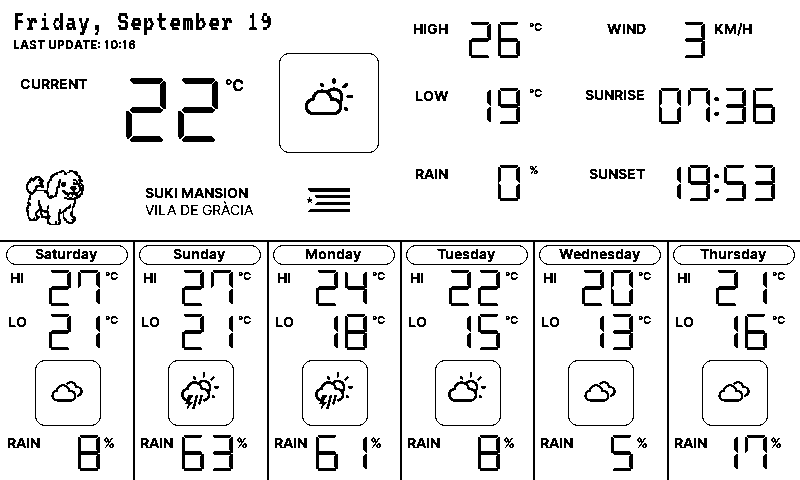 Friday, September 19
LAST UPDATE: 10:16
CURRENT 22 °C
HIGH 26 °C
WIND 3 KM/H
LOW 19 °C
SUNRISE 07:36
RAIN 0 %
SUNSET 19:53
SUKI MANSION
VILA DE GRÀCIA
Saturday
HI 27 °C
LO 21 °C
RAIN 8 %
Sunday
HI 27 °C
LO 21 °C
RAIN 63 %
Monday
HI 24 °C
LO 18 °C
RAIN 61 %
Tuesday
HI 22 °C
LO 15 °C
RAIN 8 %
Wednesday
HI 20 °C
LO 13 °C
RAIN 5 %
Thursday
HI 21 °C
LO 16 °C
RAIN 17 %